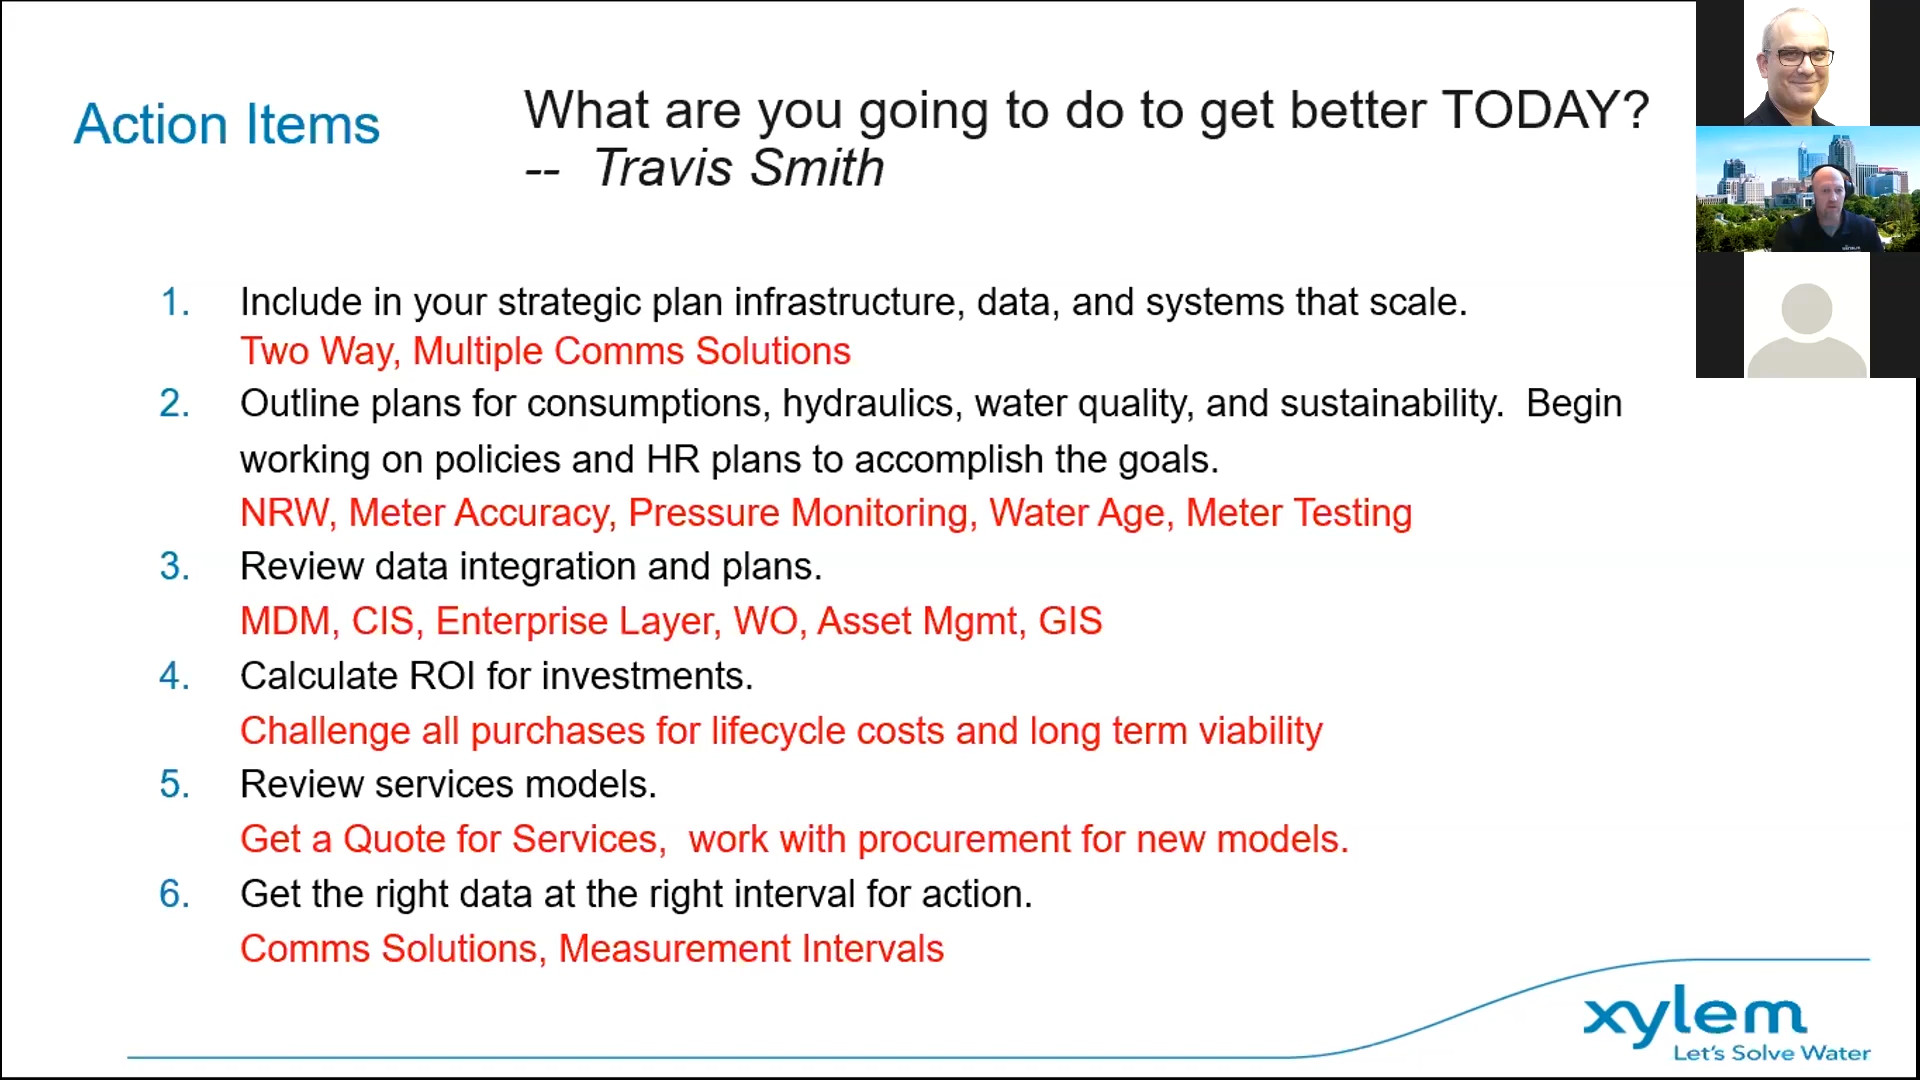 Action Items
What are you going to do to get better TODAY?
-- Travis Smith
1. Include in your strategic plan infrastructure, data, and systems that scale.
Two Way, Multiple Comms Solutions
2. Outline plans for consumptions, hydraulics, water quality, and sustainability. Begin
working on policies and HR plans to accomplish the goals.
NRW, Meter Accuracy, Pressure Monitoring, Water Age, Meter Testing
3. Review data integration and plans.
MDM, CIS, Enterprise Layer, WO, Asset Mgmt, GIS
4. Calculate ROI for investments.
Challenge all purchases for lifecycle costs and long term viability
5. Review services models.
Get a Quote for Services, work with procurement for new models.
6. Get the right data at the right interval for action.
Comms Solutions, Measurement Intervals
xylem
Let's Solve Water